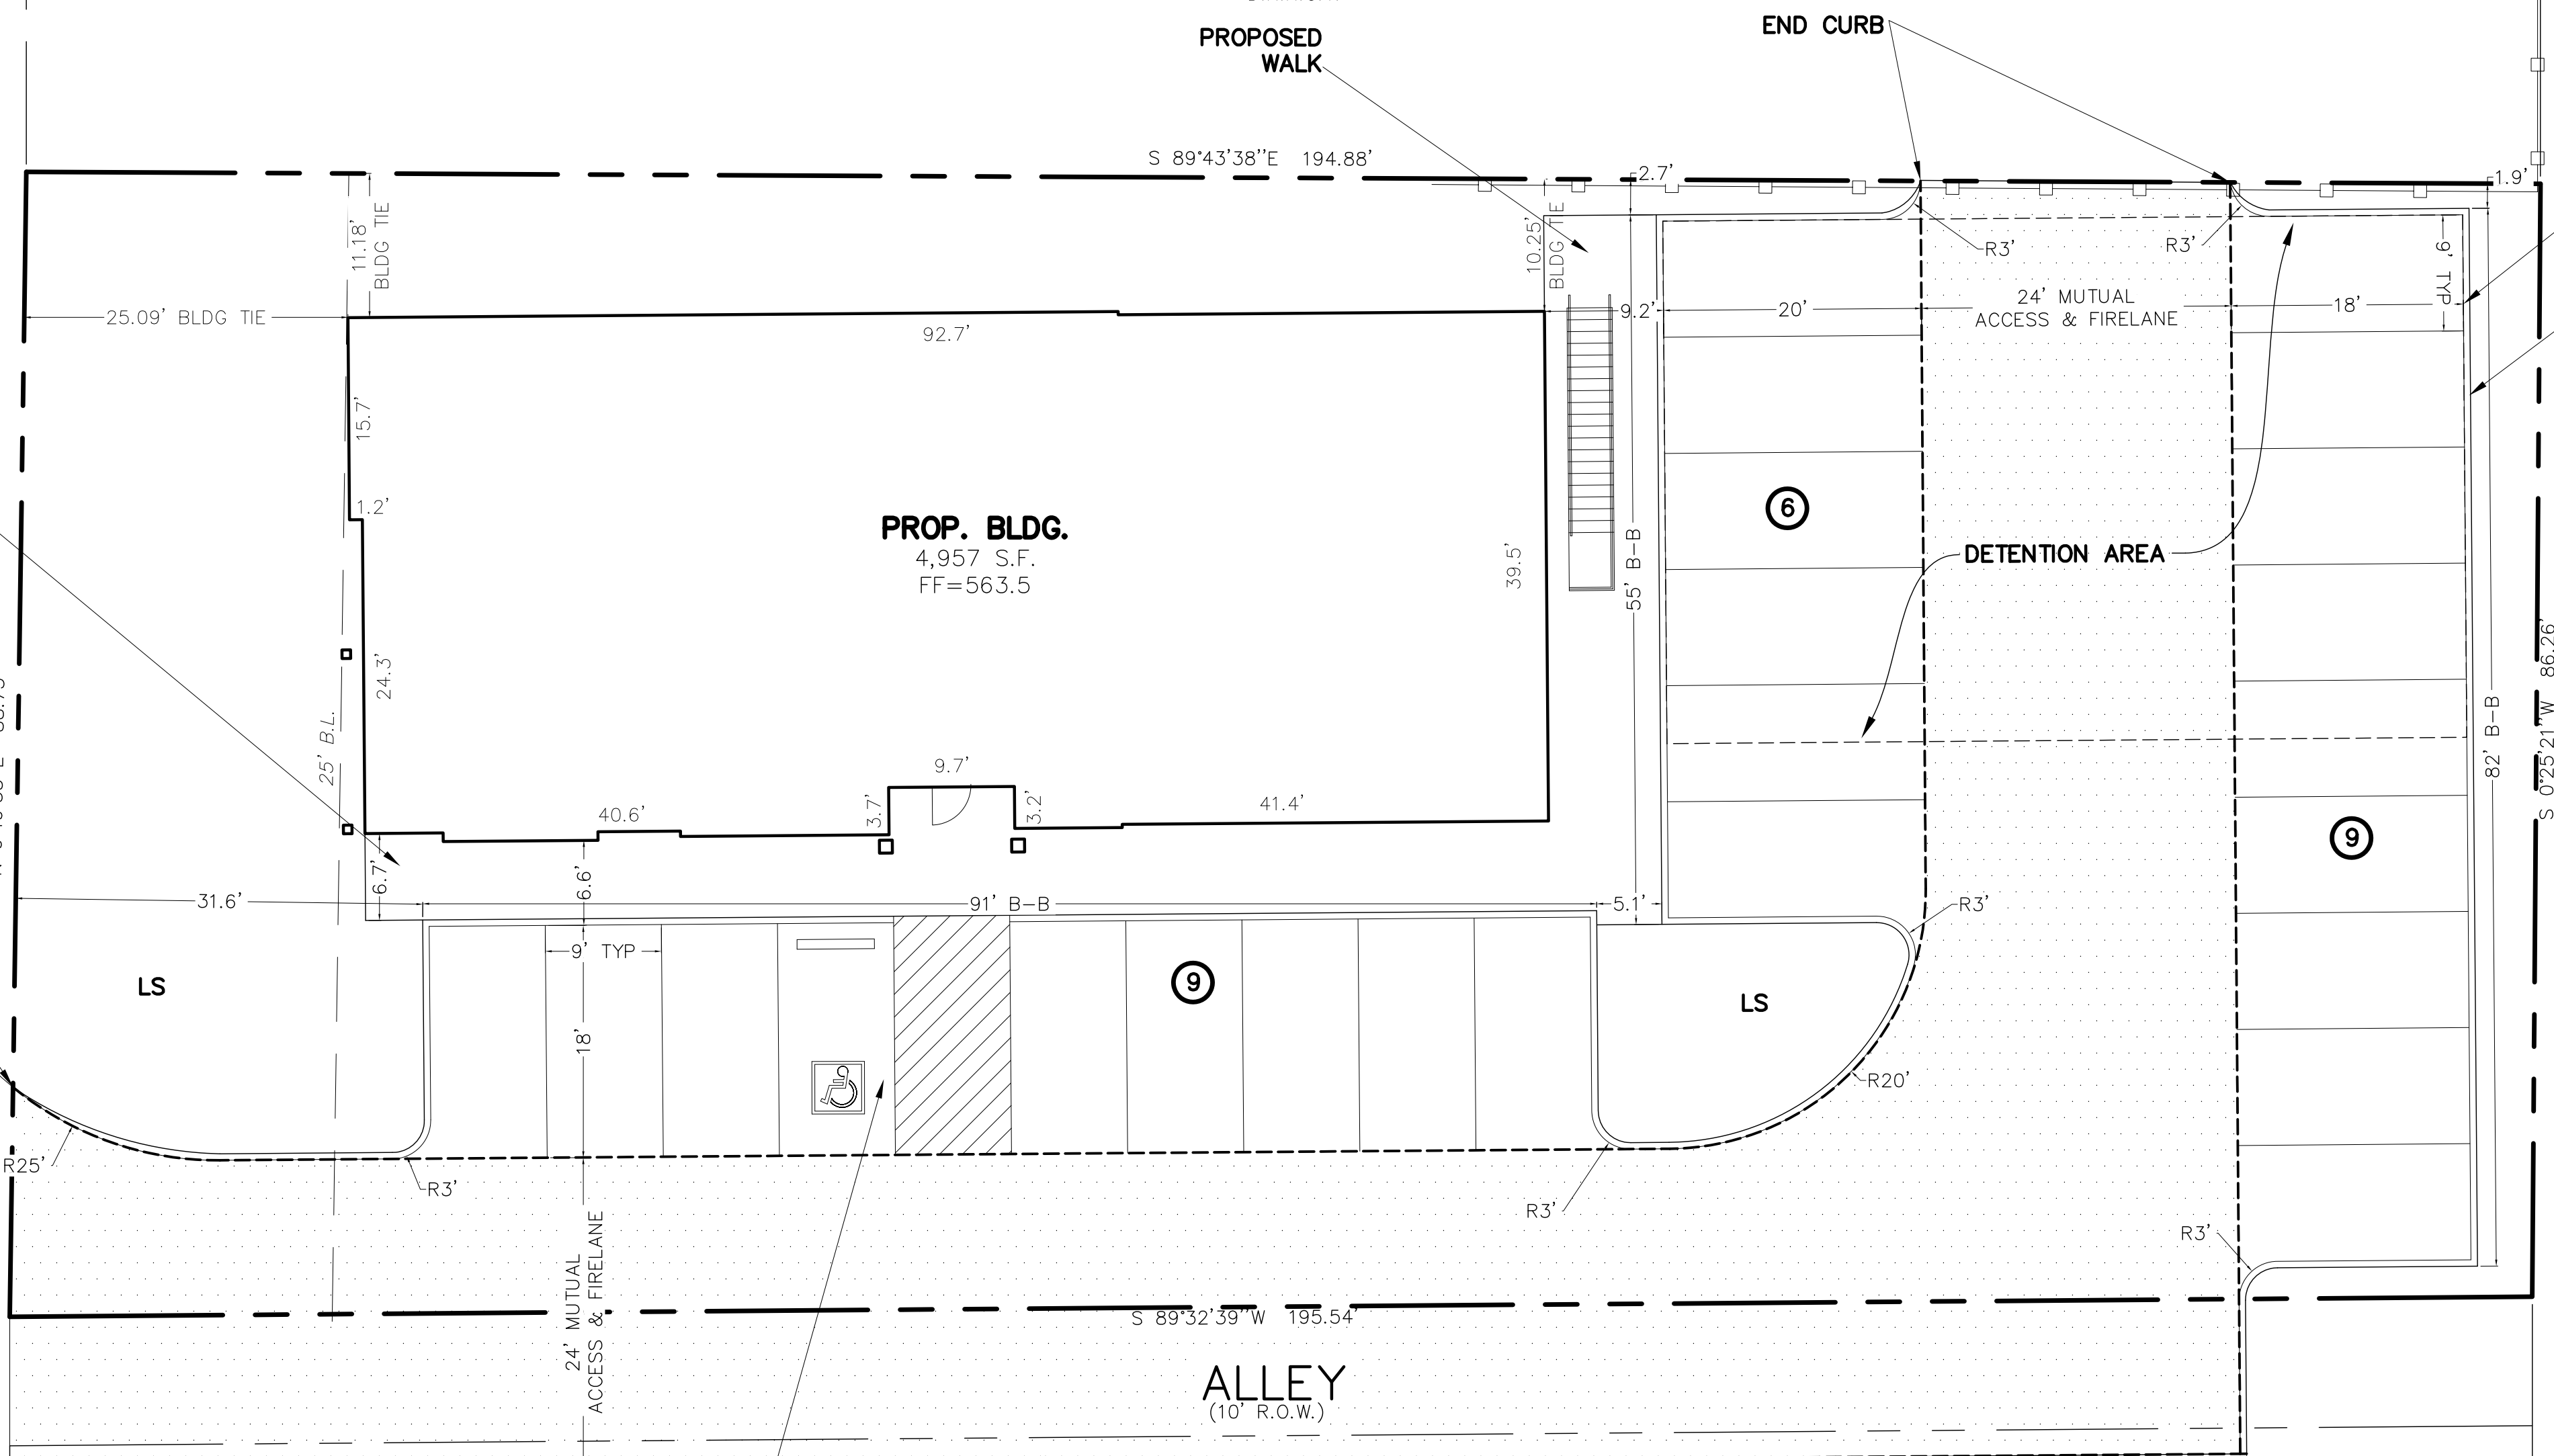 PROPOSED
WALK
END CURB
S 89°43'38''E 194.88'
2.7'
1.9'
11.18'
BLDG TIE
10.25'
BLDG TIE
R3'
R3'
9' TYP
25.09' BLDG TIE
92.7'
9.2'
20'
24' MUTUAL
ACCESS & FIRELANE
18'
15.7'
1.2'
PROP. BLDG.
4,957 S.F.
FF=563.5
39.5'
55' B-B
6
DETENTION AREA
24.3'
25' B.L.
9.7'
40.6'
3.7'
3.2'
41.4'
82' B-B
S 0°25'21''W 86.26'
9
6.7'
6.6'
31.6'
91' B-B
5.1'
R3'
9' TYP
9
LS
LS
18'
R20'
R25'
R3'
R3'
R3'
24' MUTUAL
ACCESS & FIRELANE
S 89°32'39''W 195.54'
ALLEY
(10' R.O.W.)